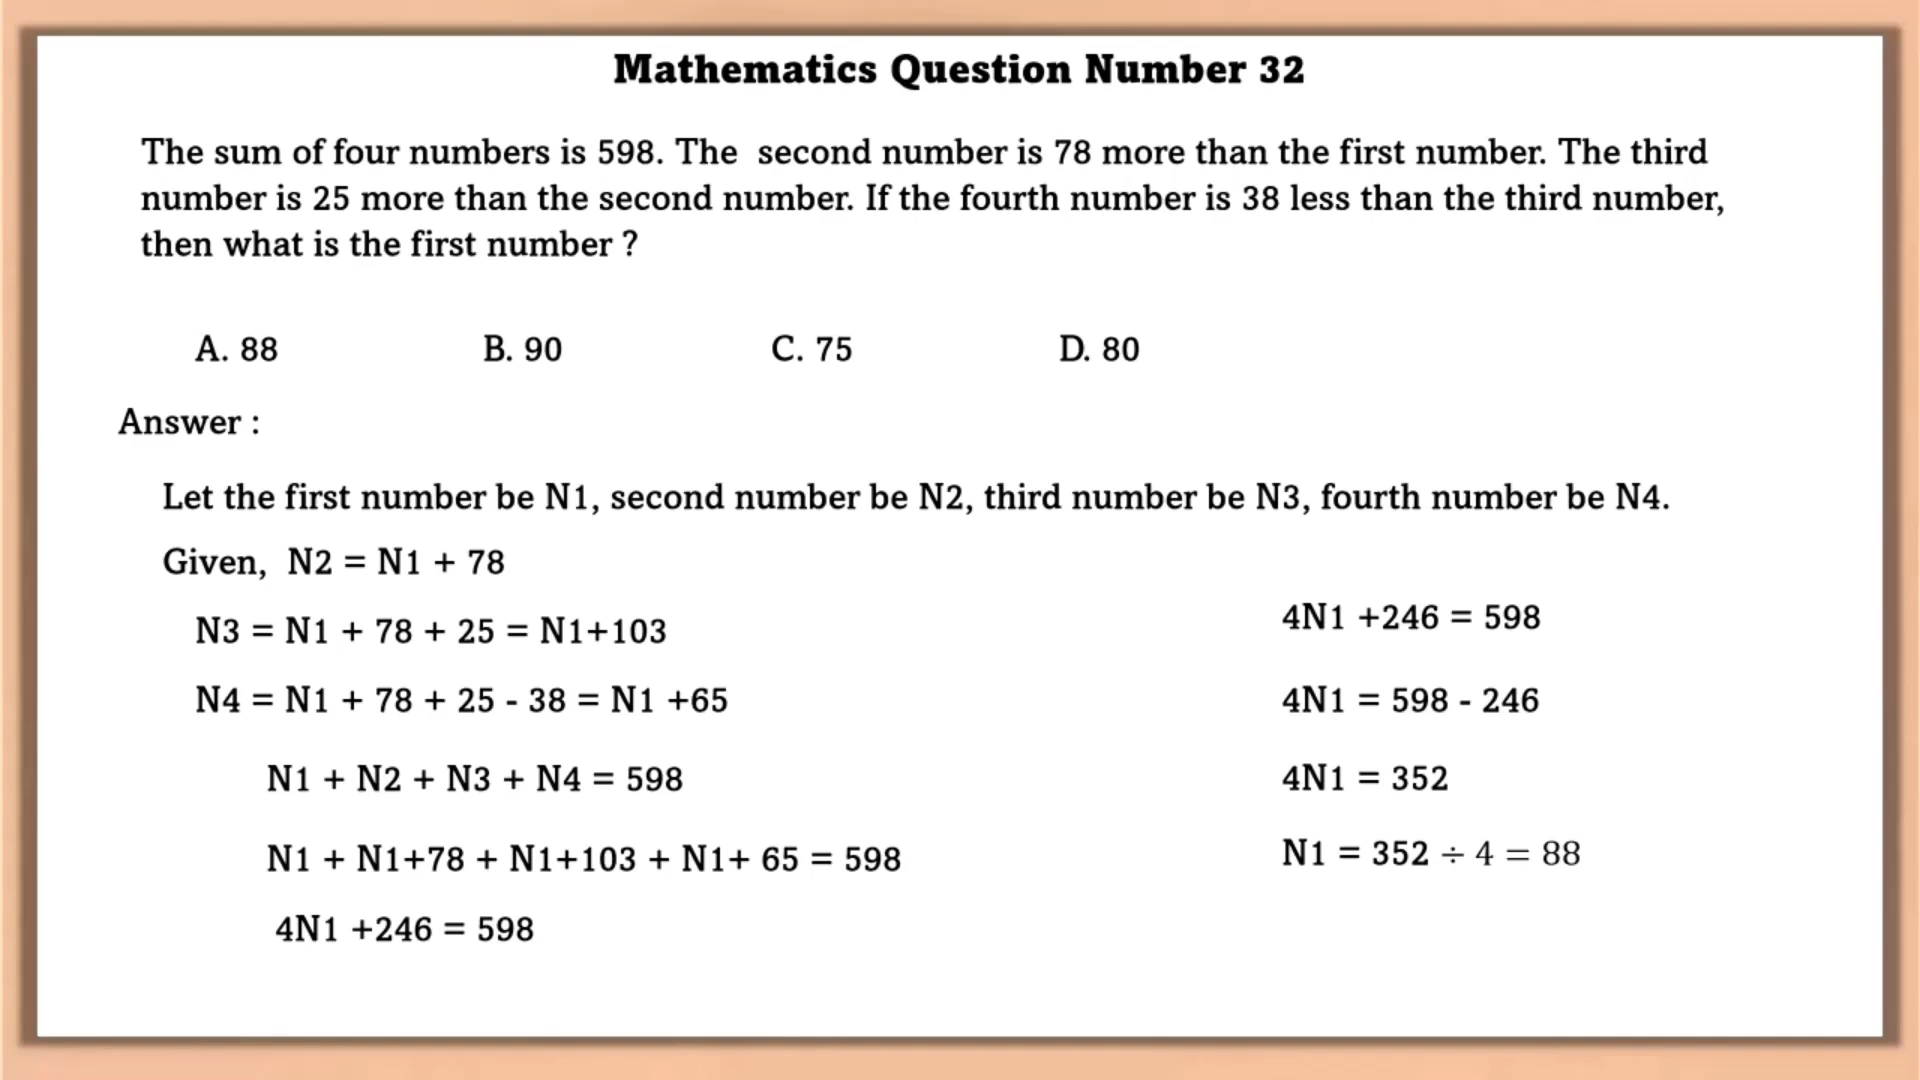 Mathematics Question Number 32
The sum of four numbers is 598. The second number is 78 more than the first number. The third
number is 25 more than the second number. If the fourth number is 38 less than the third number,
then what is the first number ?
A. 88 B. 90 C. 75 D. 80
Answer :
Let the first number be N1, second number be N2, third number be N3, fourth number be N4.
Given, N2 = N1 + 78
N3 = N1 + 78 + 25 = N1+103
N4 = N1 + 78 + 25 - 38 = N1 +65
N1 + N2 + N3 + N4 = 598
N1 + N1+78 + N1+103 + N1+ 65 = 598
4N1 +246 = 598
4N1 +246 = 598
4N1 = 598 - 246
4N1 = 352
N1 = 352 ÷ 4 = 88